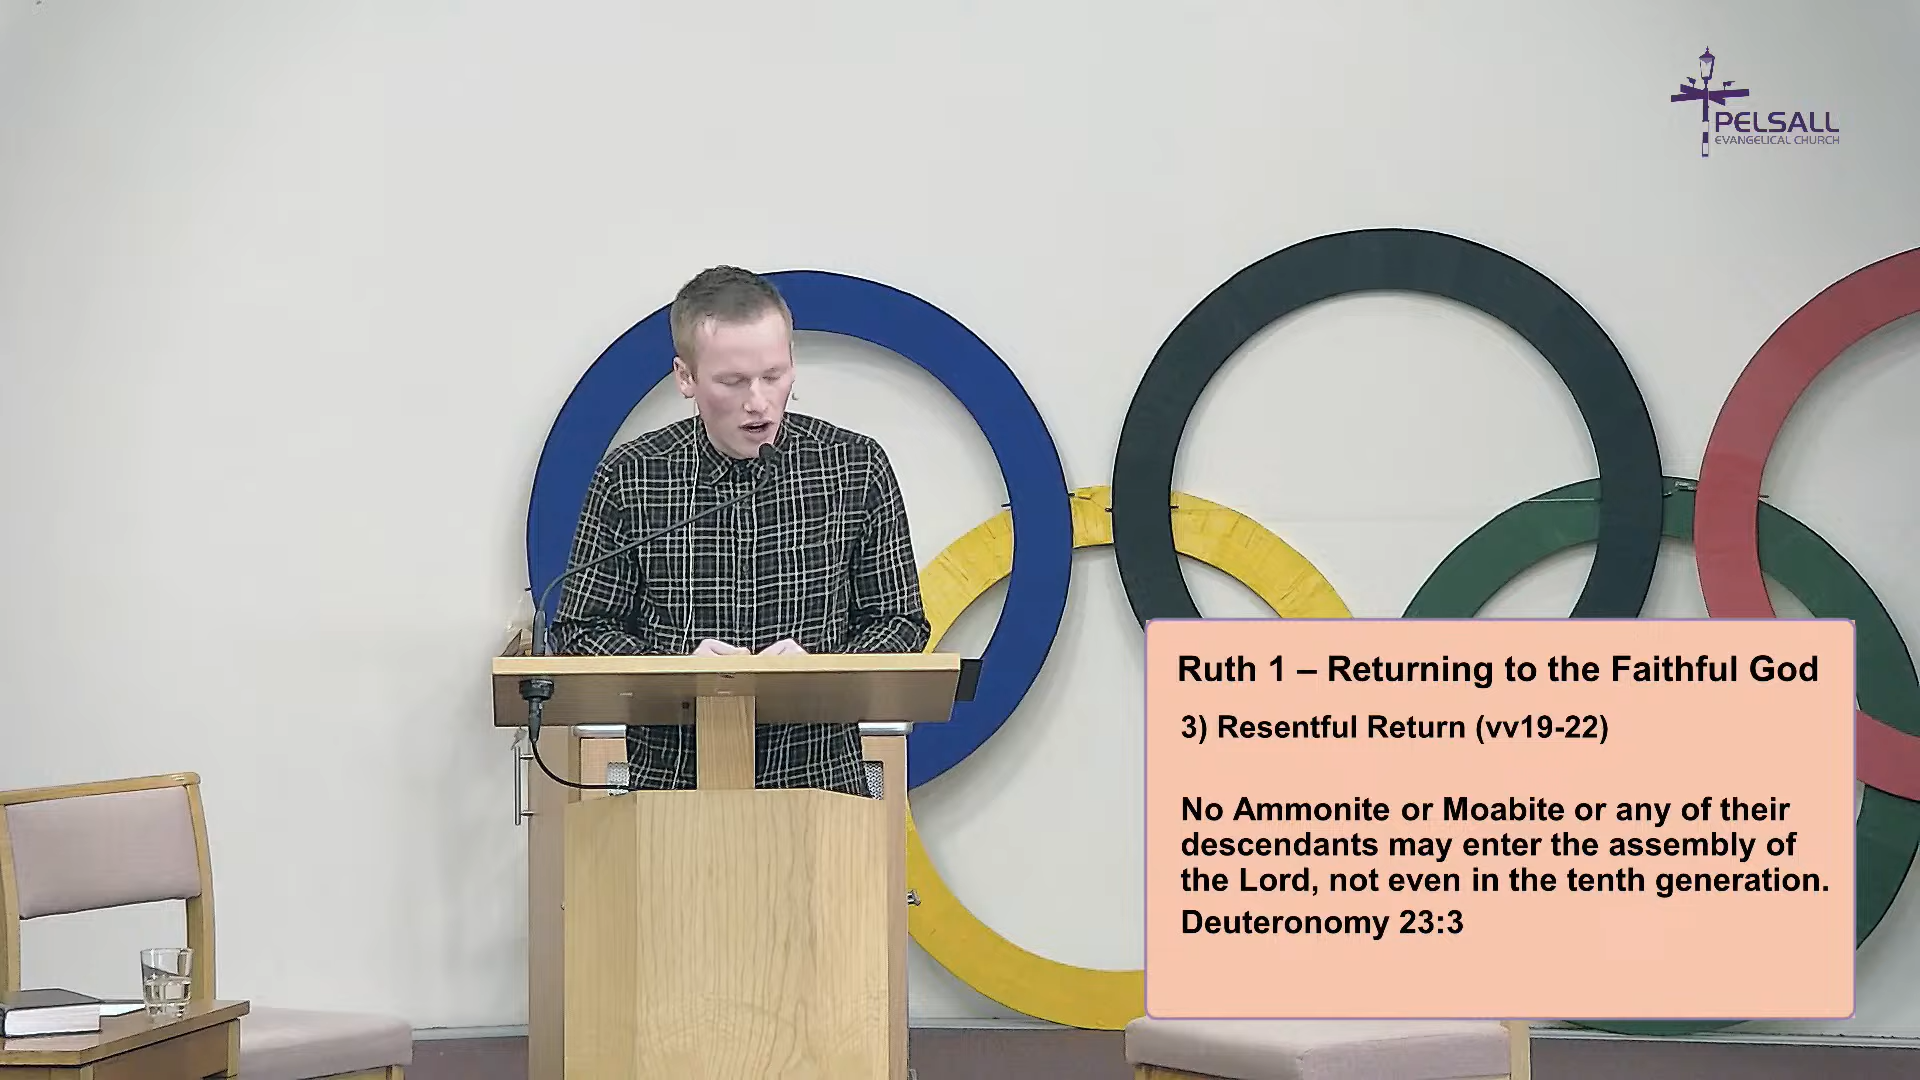 PELSALL
EVANGELICAL CHURCH
Ruth 1 – Returning to the Faithful God
3) Resentful Return (vv19-22)
No Ammonite or Moabite or any of their
descendants may enter the assembly of
the Lord, not even in the tenth generation.
Deuteronomy 23:3